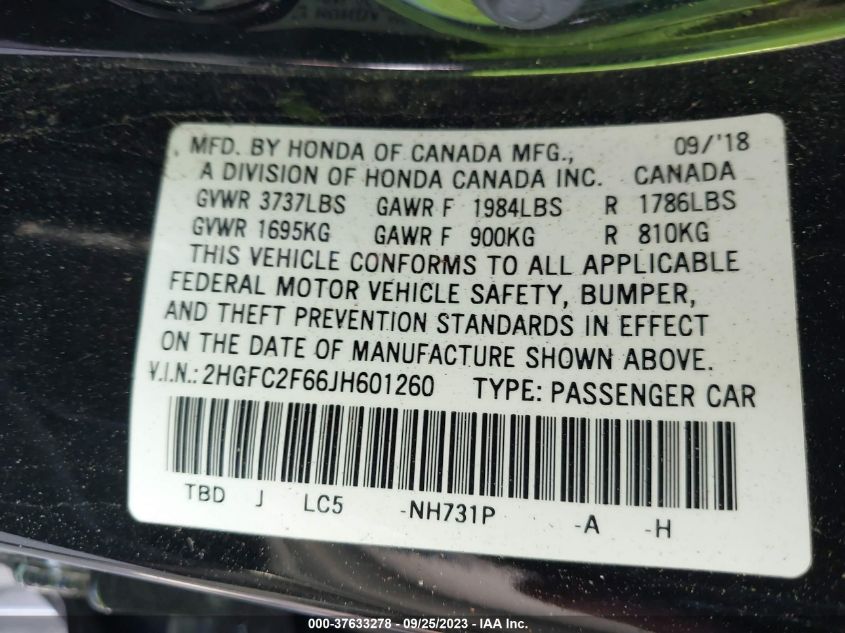 MFD. BY HONDA OF CANADA MFG., 09/'18
A DIVISION OF HONDA CANADA INC. CANADA
GVWR 3737LBS GAWR F 1984LBS R 1786LBS
GVWR 1695KG GAWR F 900KG R 810KG
THIS VEHICLE CONFORMS TO ALL APPLICABLE
FEDERAL MOTOR VEHICLE SAFETY, BUMPER,
AND THEFT PREVENTION STANDARDS IN EFFECT
ON THE DATE OF MANUFACTURE SHOWN ABOVE.
V.I.N.: 2HGFC2F66JH601260 TYPE: PASSENGER CAR
TBD J LC5 -NH731P -A -H
000-37633278 - 09/25/2023 - IAA Inc.